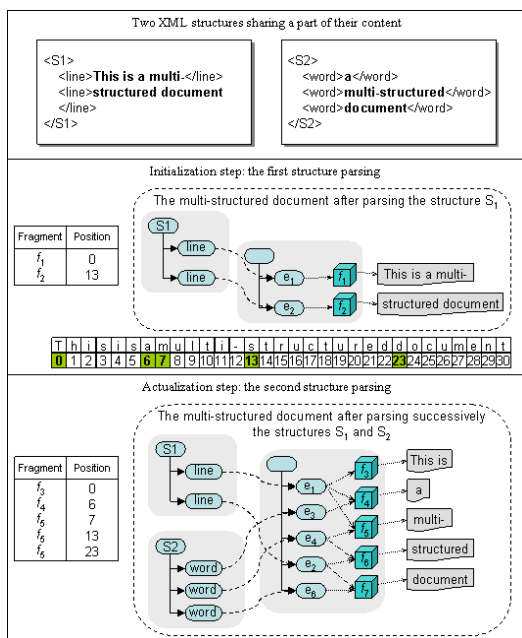 Two XML structures sharing a part of their content
<S1>
<line>This is a multi-</line>
<line>structured document
</line>
</S1>
<S2>
<word>a</word>
<word>multi-structured</word>
<word>document</word>
</S2>
Initialization step: the first structure parsing
The multi-structured document after parsing the structure S1
Fragment Position
f1 0
f2 13
S1
line
line
e1
e2
f1
f2
This is a multi-
structured document
T h i s i s a m u l t i - s t r u c t u r e d d o c u m e n t
0 1 2 3 4 5 6 7 8 9 10 11 12 13 14 15 16 17 18 19 20 21 22 23 24 25 26 27 28 29 30
Actualization step: the second structure parsing
The multi-structured document after parsing successively
the structures S1 and S2
Fragment Position
f3 0
f4 6
f5 7
f5 13
f5 23
S1
line
line
S2
word
word
word
e1
e3
e4
e2
e6
f3
f4
f5
f6
f7
This is
a
multi-
structured
document